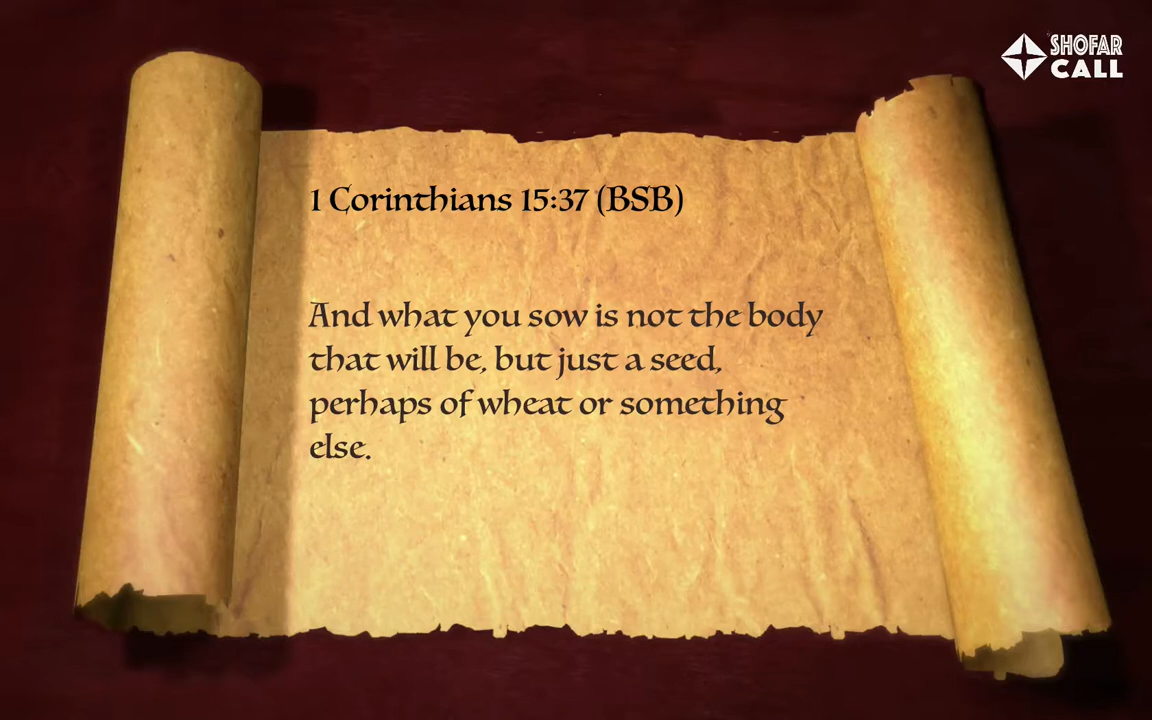 SHOFAR
CALL
1 Corinthians 15:37 (BSB)
And what you sow is not the body
that will be, but just a seed,
perhaps of wheat or something
else.